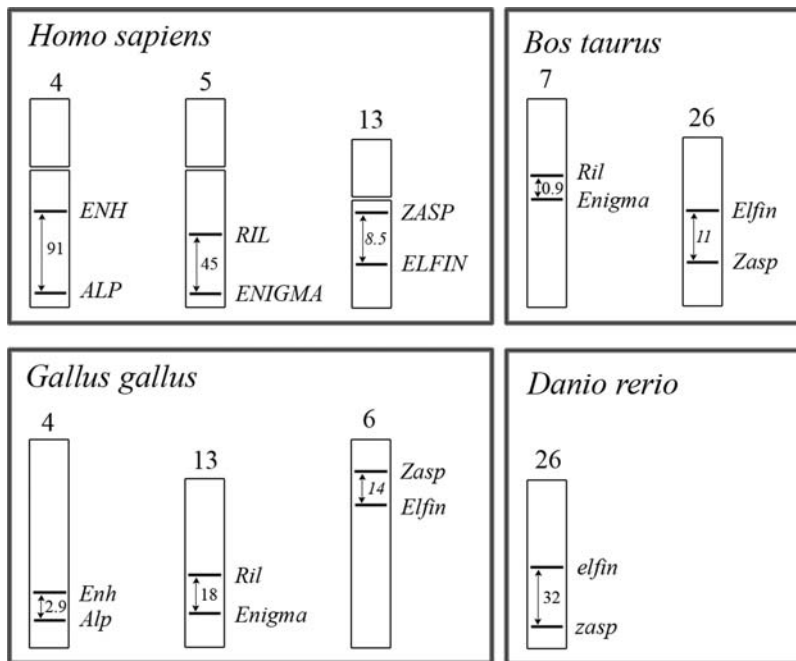 Homo sapiens
4
5
13
ENH
91
ALP
RIL
45
ENIGMA
ZASP
8.5
ELFIN
Bos taurus
7
26
Ril
0.9
Enigma
Elfin
11
Zasp
Gallus gallus
4
13
6
Enh
2.9
Alp
Ril
18
Enigma
Zasp
14
Elfin
Danio rerio
26
elfin
32
zasp